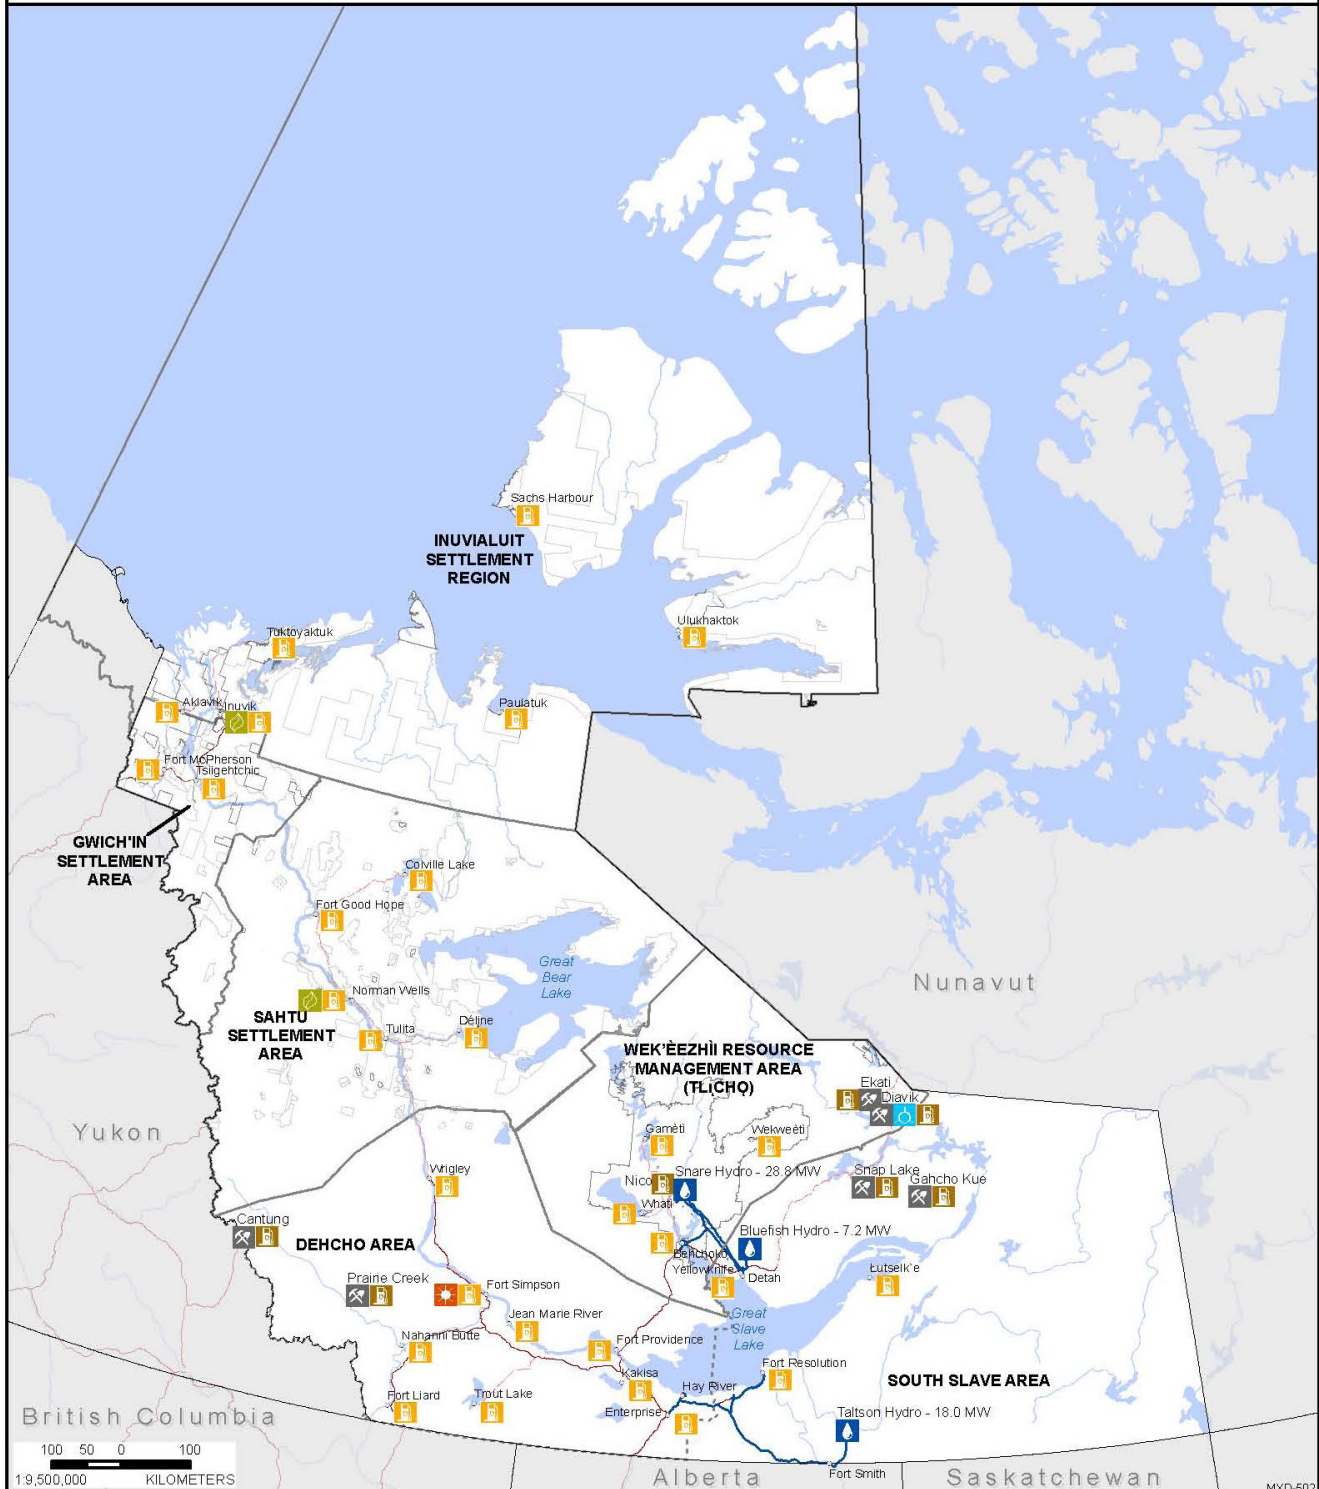 Sachs Harbour
INUVIALUIT
SETTLEMENT
REGION
Ulukhaktok
Tuktoyaktuk
Aklavik
Inuvik
Paulatuk
Fort McPherson
Tsiigehtchic
GWICH'IN
SETTLEMENT
AREA
Colville Lake
Fort Good Hope
Great
Bear
Lake
Nunavut
Norman Wells
SAHTU
SETTLEMENT
AREA
Tulita
Déline
WEK'ÈEZHÌI RESOURCE
MANAGEMENT AREA
(TLICHO)
Ekati
Diavik
Yukon
Gamèti
Wekweèti
Wrigley
Nico
Snare Hydro - 28.8 MW
Snap Lake
Gahcho Kue
Whatì
Cantung
DEHCHO AREA
Bluefish Hydro - 7.2 MW
Behchoko
Yellowknife
Detah
Łutselk'e
Prairie Creek
Fort Simpson
Jean Marie River
Great
Slave
Lake
Nahanni Butte
Fort Providence
Fort Resolution
Kakisa
SOUTH SLAVE AREA
Fort Liard
Trout Lake
Hay River
Enterprise
Taltson Hydro - 18.0 MW
British Columbia
100 50 0 100
1:9,500,000 KILOMETERS
Fort Smith
Alberta
Saskatchewan